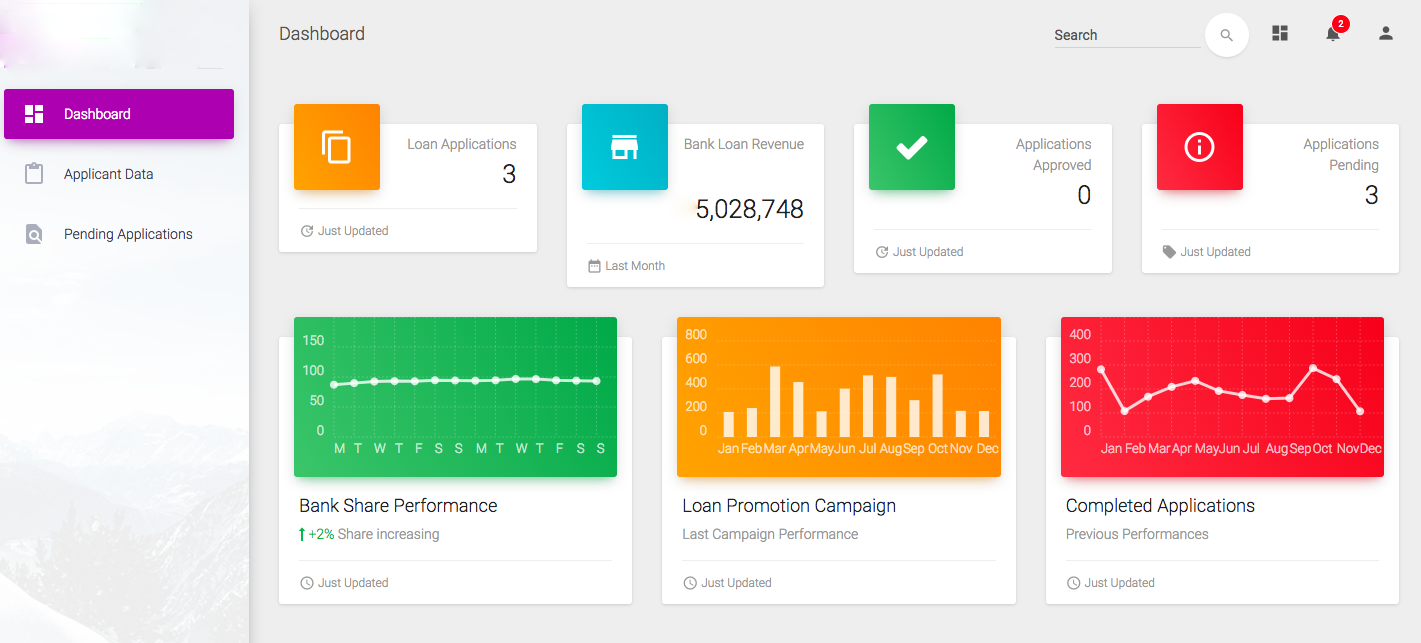 Dashboard
Search
2
Dashboard
Applicant Data
Pending Applications
Loan Applications
3
Just Updated
Bank Loan Revenue
5,028,748
Last Month
Applications
Approved
0
Just Updated
Applications
Pending
3
Just Updated
150
100
50
0
M T W T F S S M T W T F S S
Bank Share Performance
+2% Share increasing
Just Updated
800
600
400
200
0
Jan Feb Mar Apr May Jun Jul Aug Sep Oct Nov Dec
Loan Promotion Campaign
Last Campaign Performance
Just Updated
400
300
200
100
0
Jan Feb Mar Apr May Jun Jul Aug Sep Oct Nov Dec
Completed Applications
Previous Performances
Just Updated